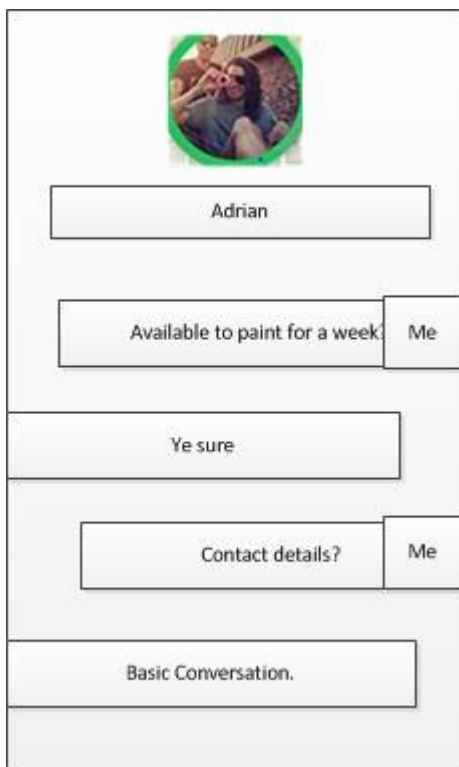 Adrian
Available to paint for a week?
Me
Ye sure
Contact details?
Me
Basic Conversation.